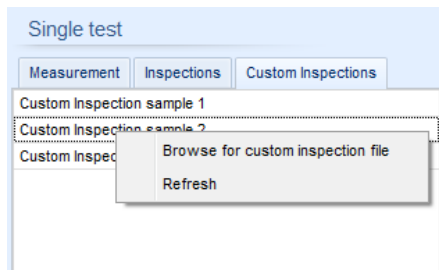 Single test
Measurement Inspections Custom Inspections
Custom Inspection sample 1
Custom Inspection sample 2
Custom
Browse for custom inspection file
Refresh